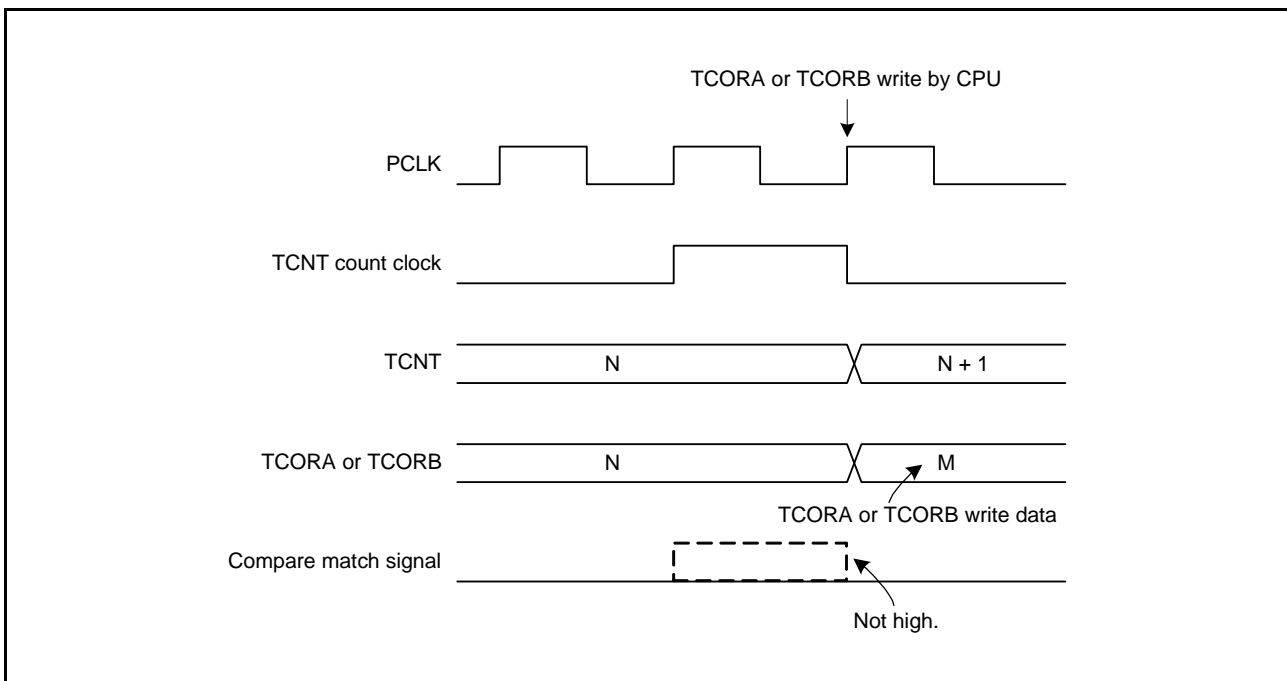 TCORA or TCORB write by CPU
PCLK
TCNT count clock
TCNT
N
N + 1
TCORA or TCORB
N
M
TCORA or TCORB write data
Compare match signal
Not high.